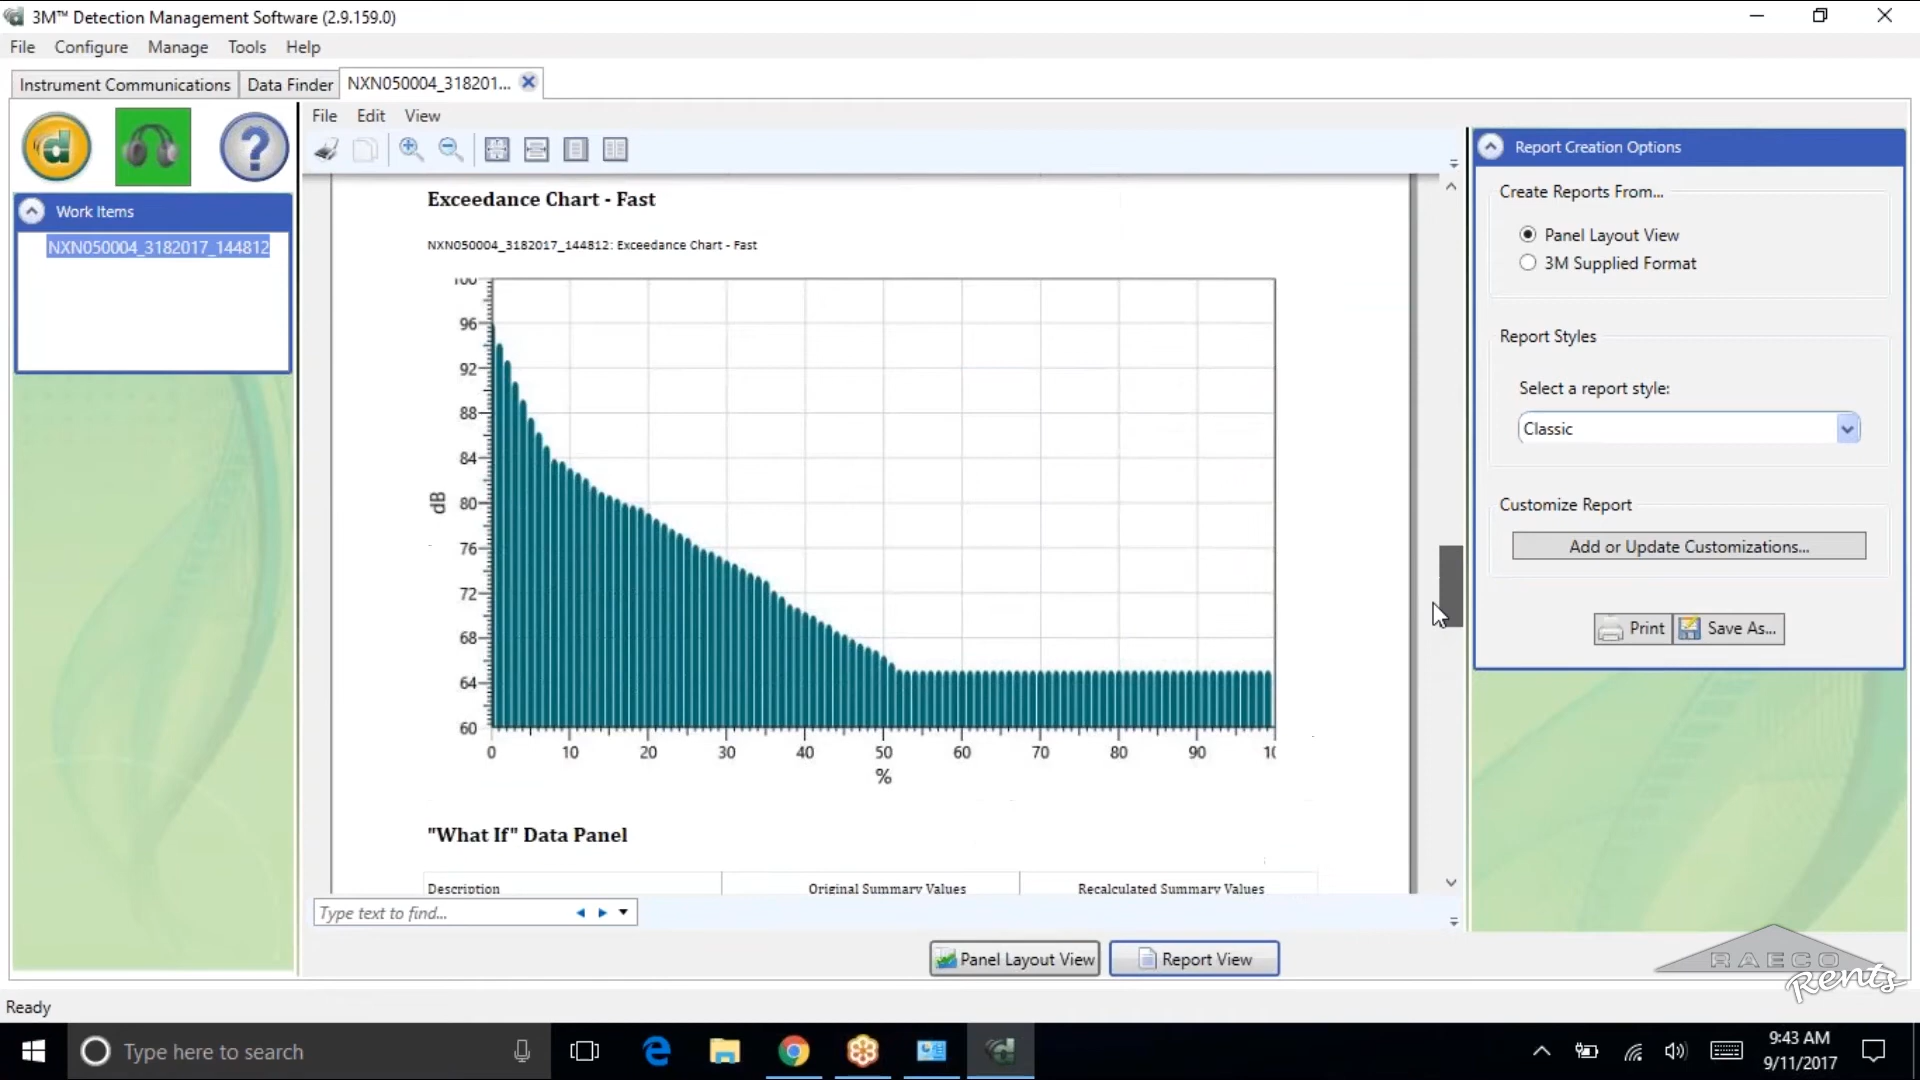 3M™ Detection Management Software (2.9.159.0)
File Configure Manage Tools Help
Instrument Communications Data Finder NXN050004_318201...
File Edit View
Work Items
NXN050004_3182017_144812
Exceedance Chart - Fast
NXN050004_3182017_144812: Exceedance Chart - Fast
100
96
92
88
84
80
76
72
68
64
60
dB
0 10 20 30 40 50 60 70 80 90 10
%
"What If" Data Panel
Description Original Summary Values Recalculated Summary Values
Type text to find...
Panel Layout View Report View
Report Creation Options
Create Reports From...
Panel Layout View
3M Supplied Format
Report Styles
Select a report style:
Classic
Customize Report
Add or Update Customizations...
Print Save As...
RAECO
Rents
Ready
Type here to search
9:43 AM
9/11/2017